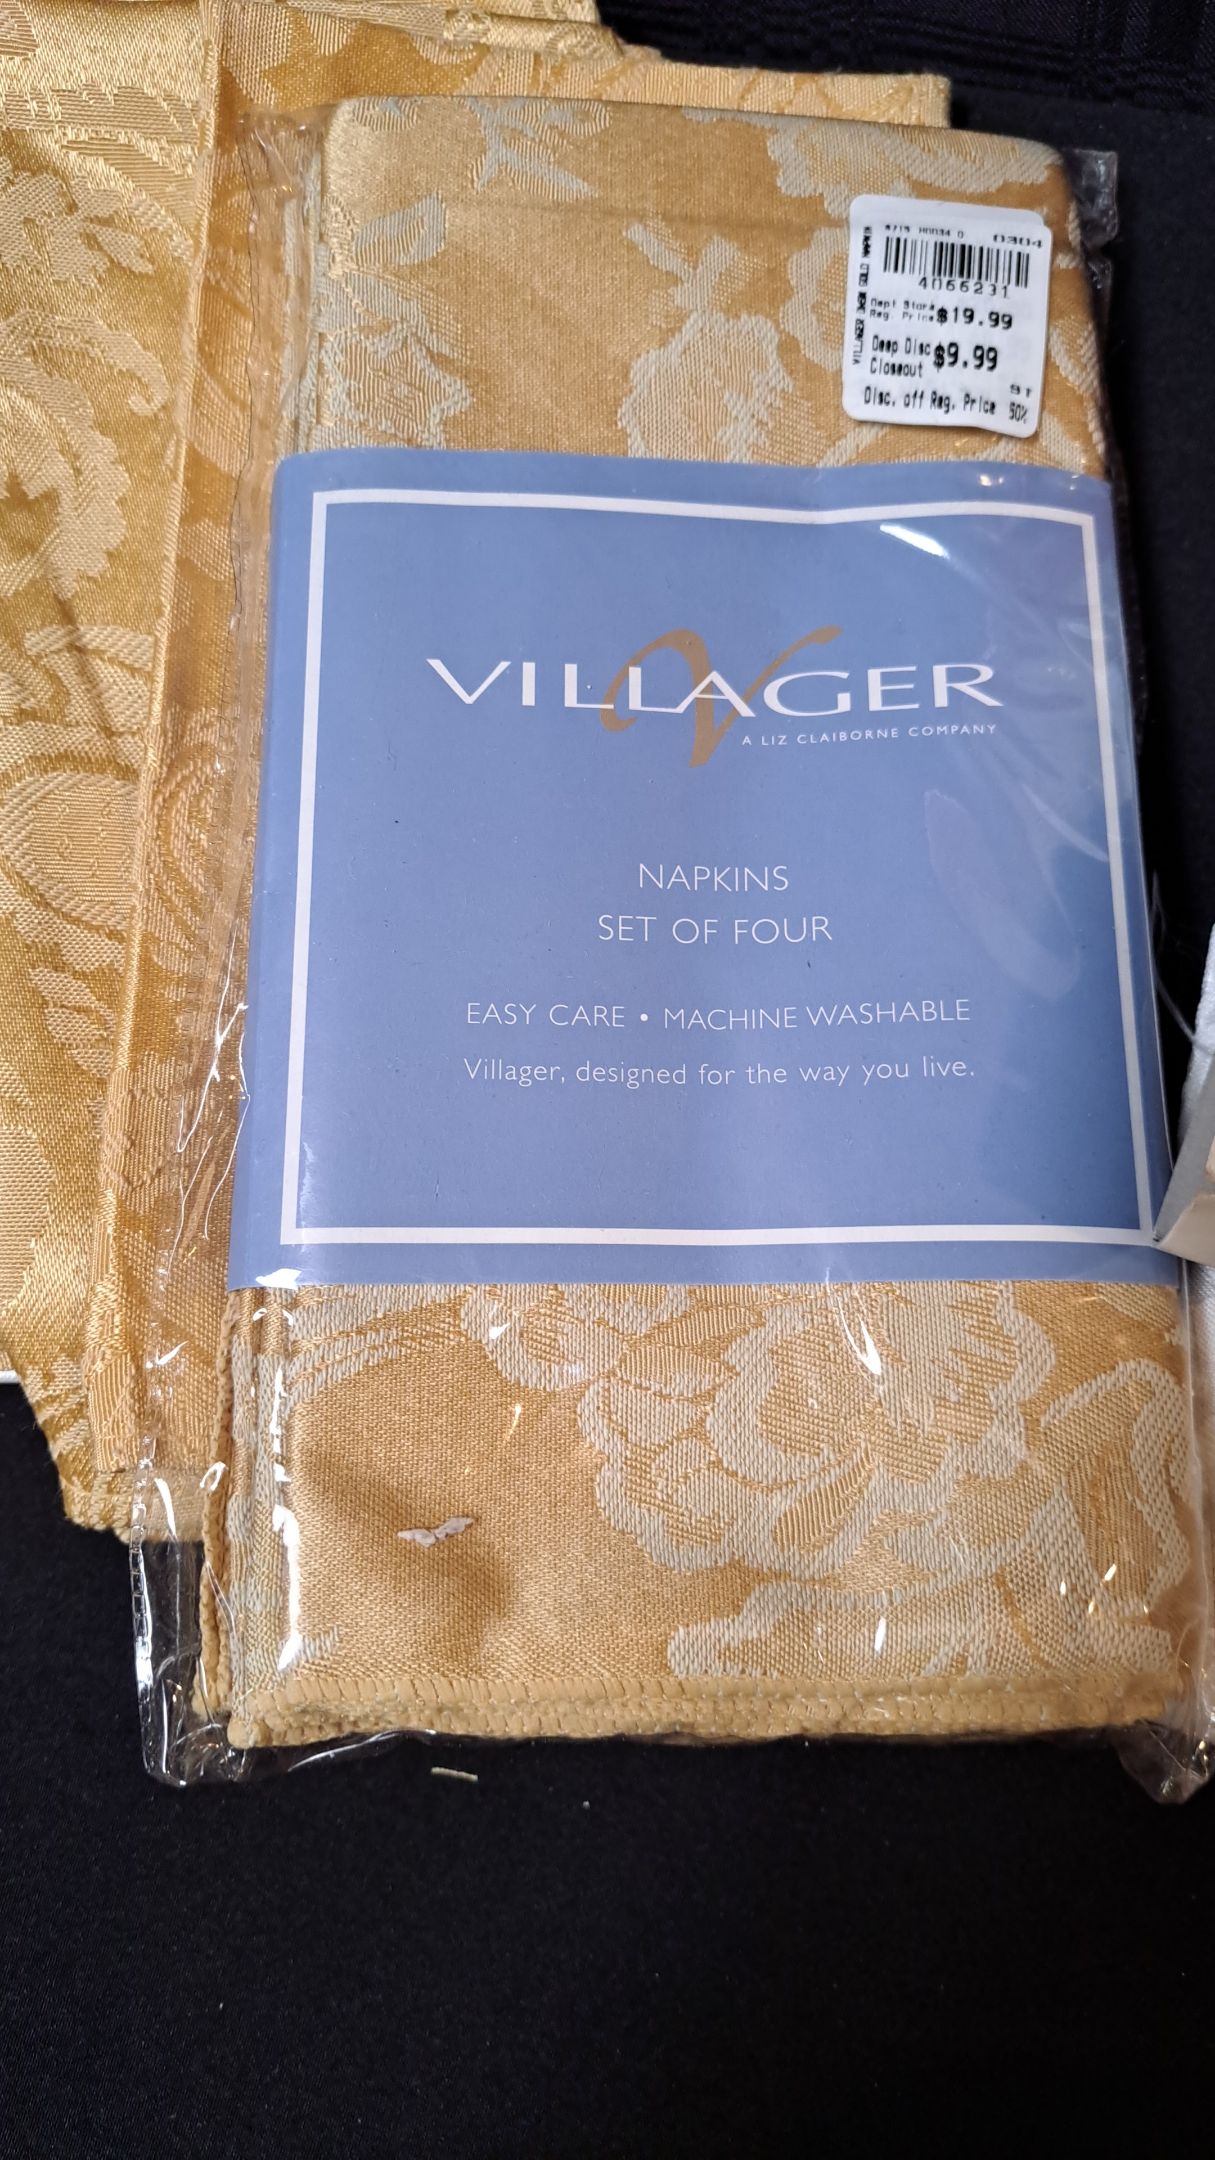 0304
4066231
Dept Store
Reg. Price $19.99
Deep Disc $9.99
Closeout
Disc. off Reg. Price 50%
VILLAGER
A LIZ CLAIBORNE COMPANY
NAPKINS
SET OF FOUR
EASY CARE • MACHINE WASHABLE
Villager, designed for the way you live.